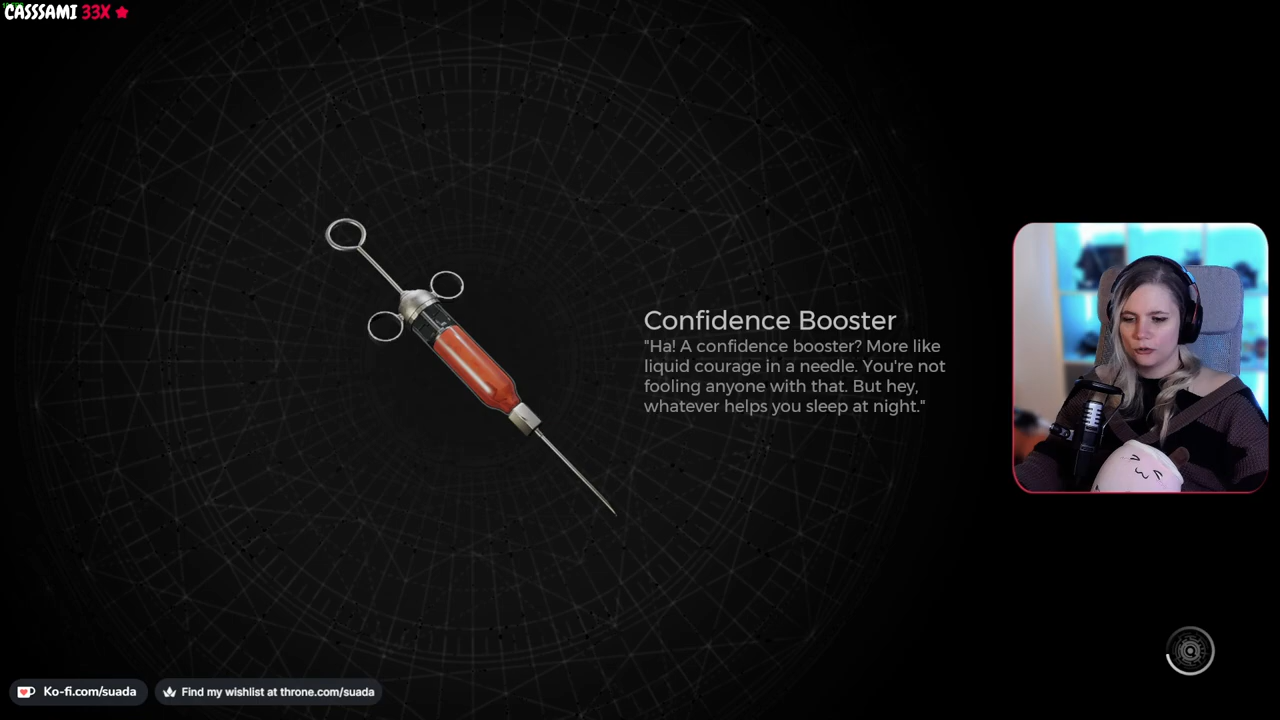 CASSSAMI 33X
Confidence Booster
"Ha! A confidence booster? More like
liquid courage in a needle. You're not
fooling anyone with that. But hey,
whatever helps you sleep at night."
Ko-fi.com/suada
Find my wishlist at throne.com/suada